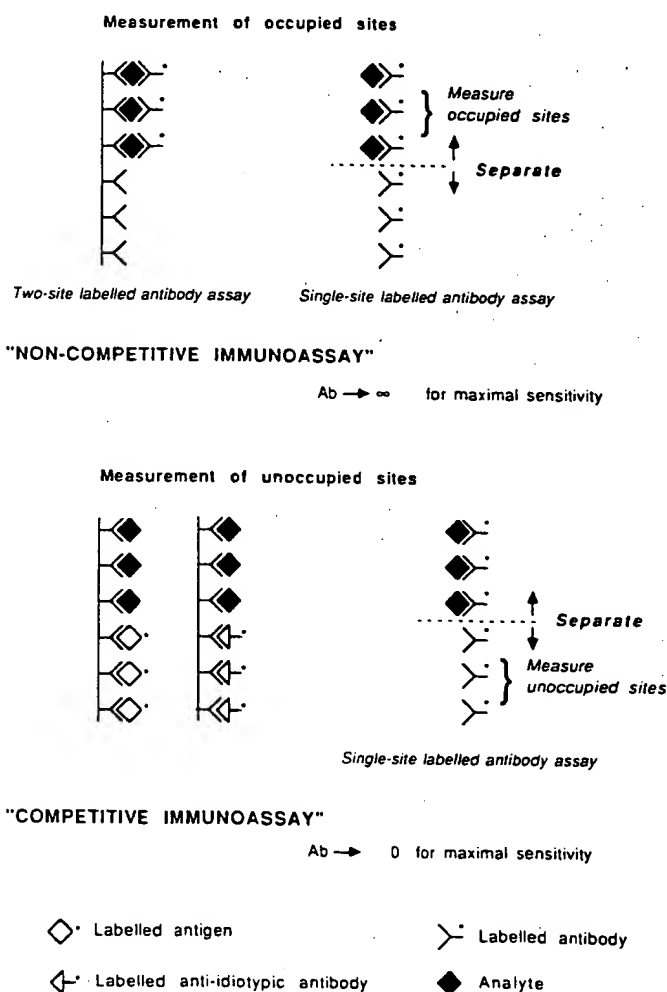 Measurement of occupied sites
Measure
occupied sites
Separate
Two-site labelled antibody assay
Single-site labelled antibody assay
"NON-COMPETITIVE IMMUNOASSAY"
Ab → ∞ for maximal sensitivity
Measurement of unoccupied sites
Separate
Measure
unoccupied sites
Single-site labelled antibody assay
"COMPETITIVE IMMUNOASSAY"
Ab → 0 for maximal sensitivity
Labelled antigen
Labelled antibody
Labelled anti-idiotypic antibody
Analyte